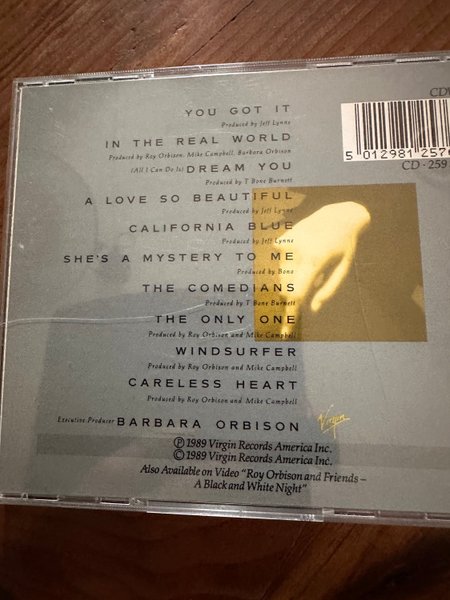 YOU GOT IT
Produced by Jeff Lynne
IN THE REAL WORLD
Produced by Roy Orbison, Mike Campbell, Barbara Orbison
(All I Can Do Is) DREAM YOU
Produced by T Bone Burnett
A LOVE SO BEAUTIFUL
Produced by Jeff Lynne
CALIFORNIA BLUE
Produced by Jeff Lynne
SHE'S A MYSTERY TO ME
Produced by Bono
THE COMEDIANS
Produced by T Bone Burnett
THE ONLY ONE
Produced by Roy Orbison and Mike Campbell
WINDSURFER
Produced by Roy Orbison and Mike Campbell
CARELESS HEART
Produced by Roy Orbison and Mike Campbell
Executive Producer BARBARA ORBISON
Virgin
℗ 1989 Virgin Records America Inc.
© 1989 Virgin Records America Inc.
Also Available on Video "Roy Orbison and Friends –
A Black and White Night"
5 012981 257
CD · 259